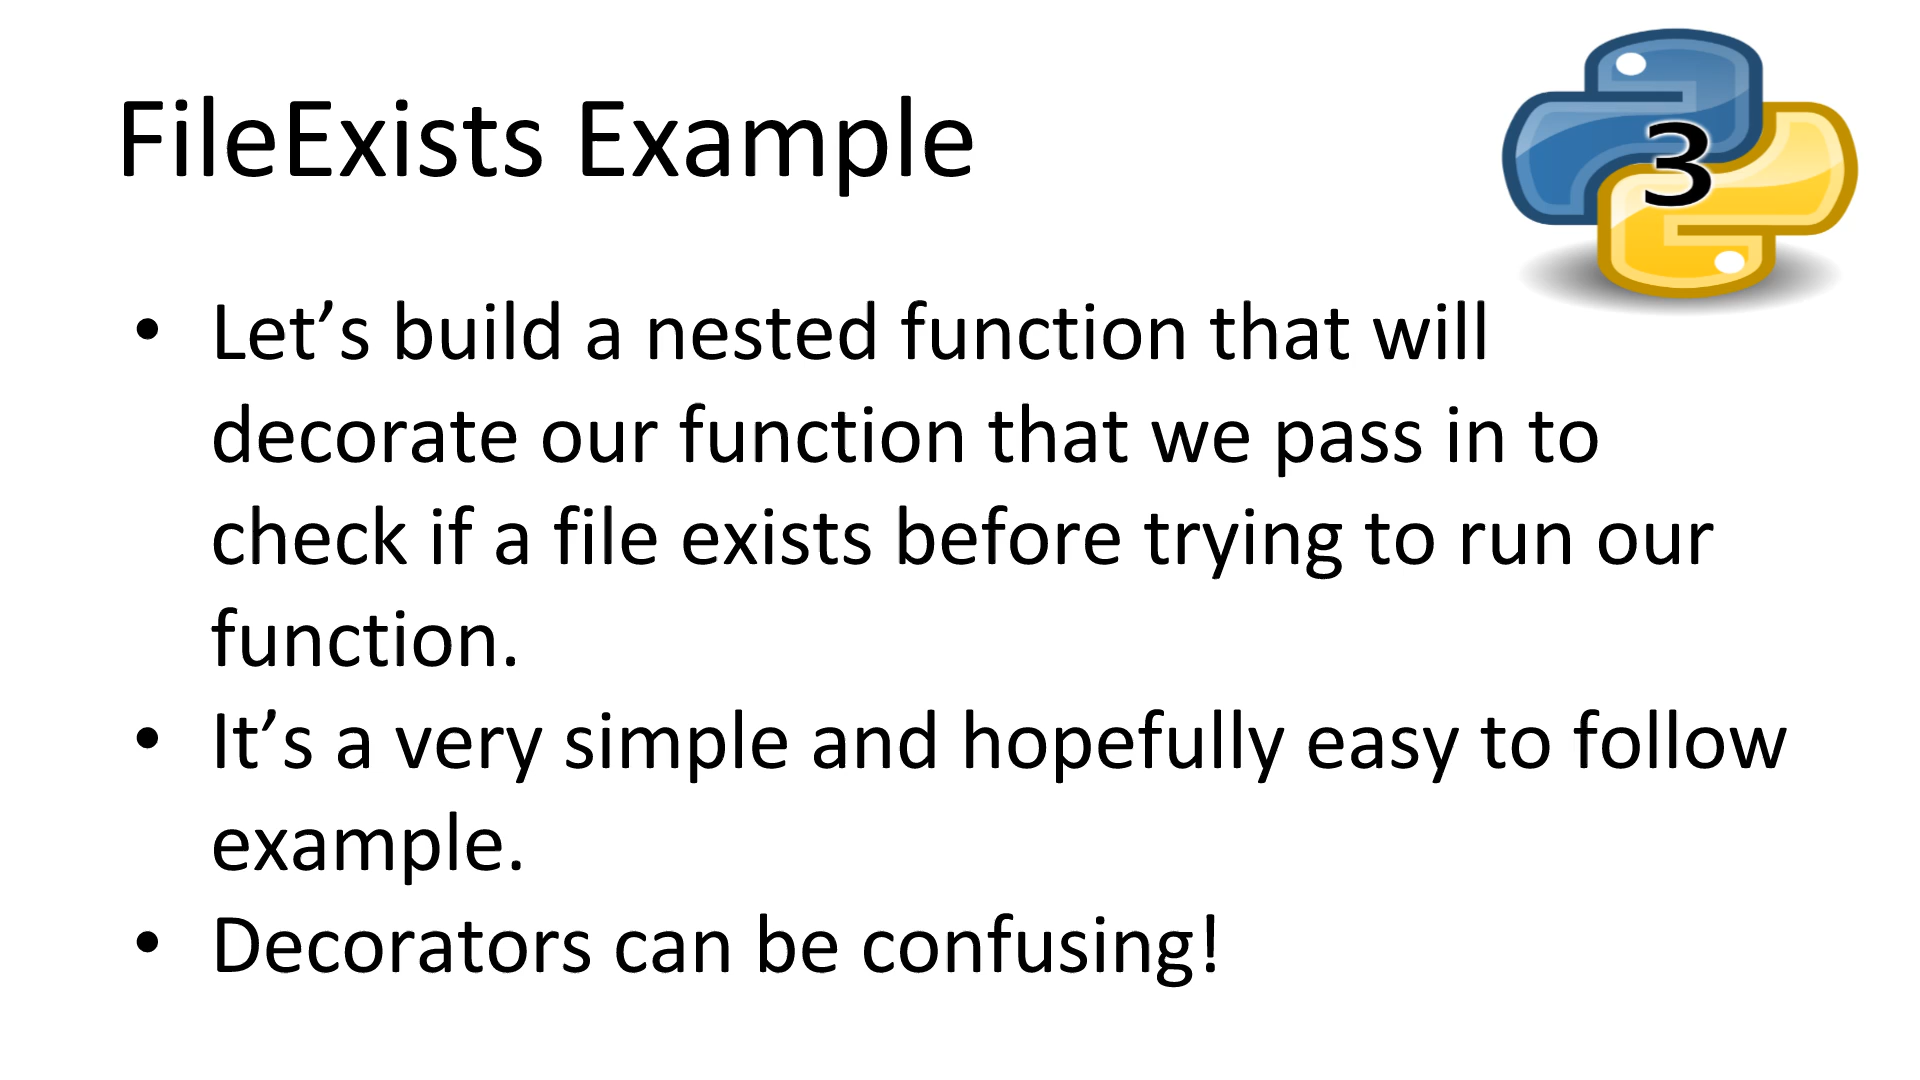 FileExists Example
3
• Let’s build a nested function that will
decorate our function that we pass in to
check if a file exists before trying to run our
function.
• It’s a very simple and hopefully easy to follow
example.
• Decorators can be confusing!